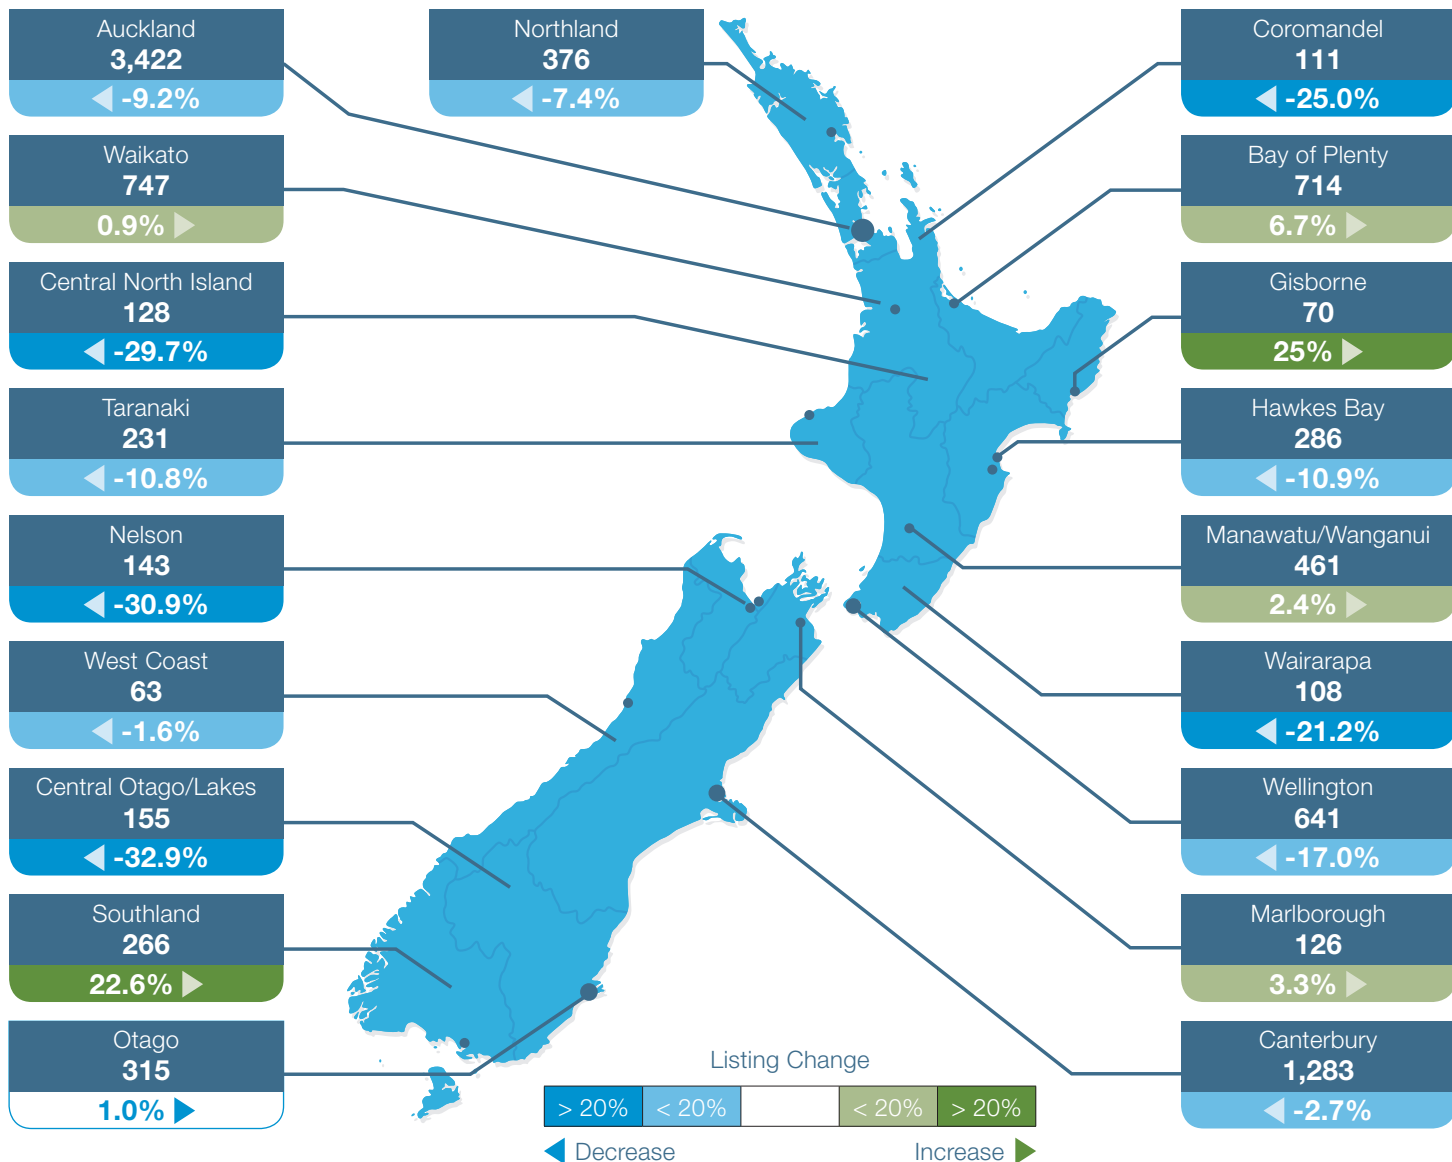 Auckland
3,422
-9.2%
Northland
376
-7.4%
Coromandel
111
-25.0%
Waikato
747
0.9%
Bay of Plenty
714
6.7%
Central North Island
128
-29.7%
Gisborne
70
25%
Taranaki
231
-10.8%
Hawkes Bay
286
-10.9%
Nelson
143
-30.9%
Manawatu/Wanganui
461
2.4%
West Coast
63
-1.6%
Wairarapa
108
-21.2%
Central Otago/Lakes
155
-32.9%
Wellington
641
-17.0%
Southland
266
22.6%
Marlborough
126
3.3%
Otago
315
1.0%
Canterbury
1,283
-2.7%
Listing Change
> 20% < 20% < 20% > 20%
Decrease Increase